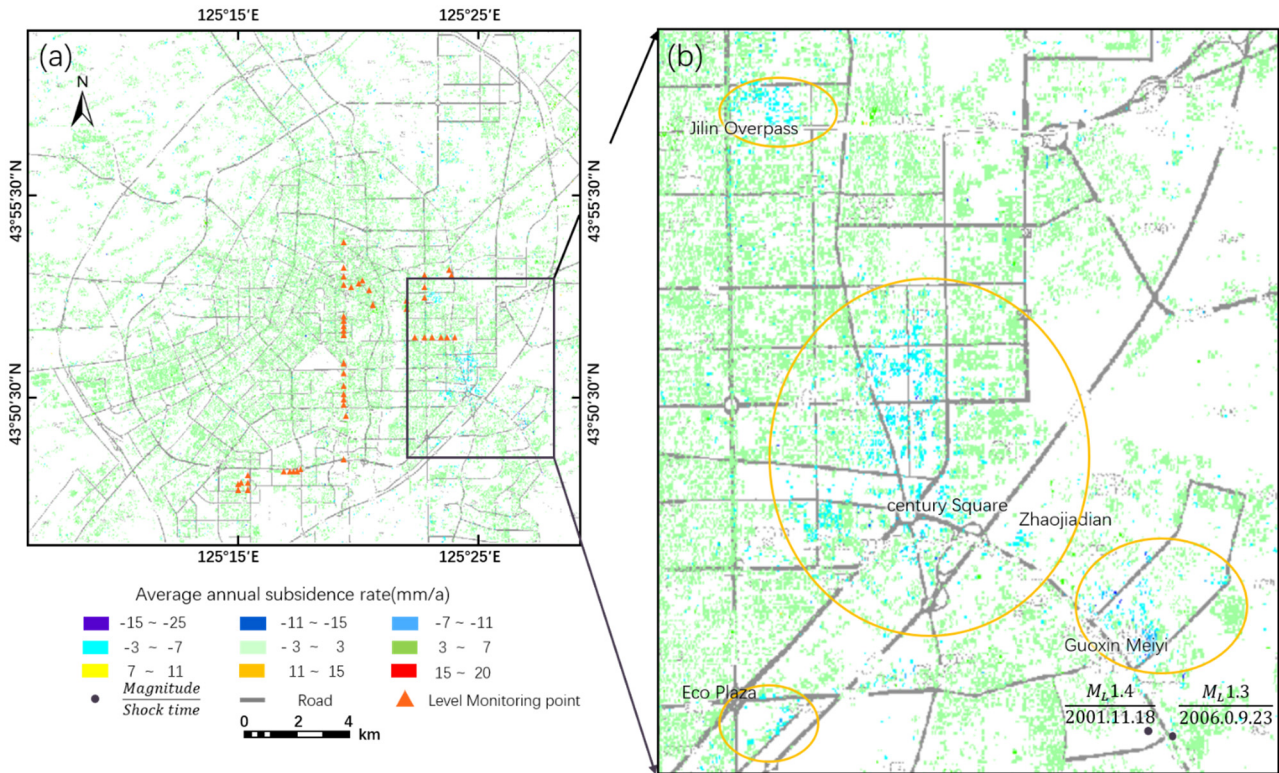 125°15′E
125°25′E
(a)
N
43°55′30″N
43°50′30″N
43°55′30″N
43°50′30″N
125°15′E
125°25′E
Average annual subsidence rate(mm/a)
-15 ~ -25
-11 ~ -15
-7 ~ -11
-3 ~ -7
-3 ~ 3
3 ~ 7
7 ~ 11
11 ~ 15
15 ~ 20
Magnitude
Shock time
Road
Level Monitoring point
0 2 4
km
(b)
Jilin Overpass
century Square
Zhaojiadian
Guoxin Meiyi
Eco Plaza
M_L1.4
2001.11.18
M_L1.3
2006.0.9.23